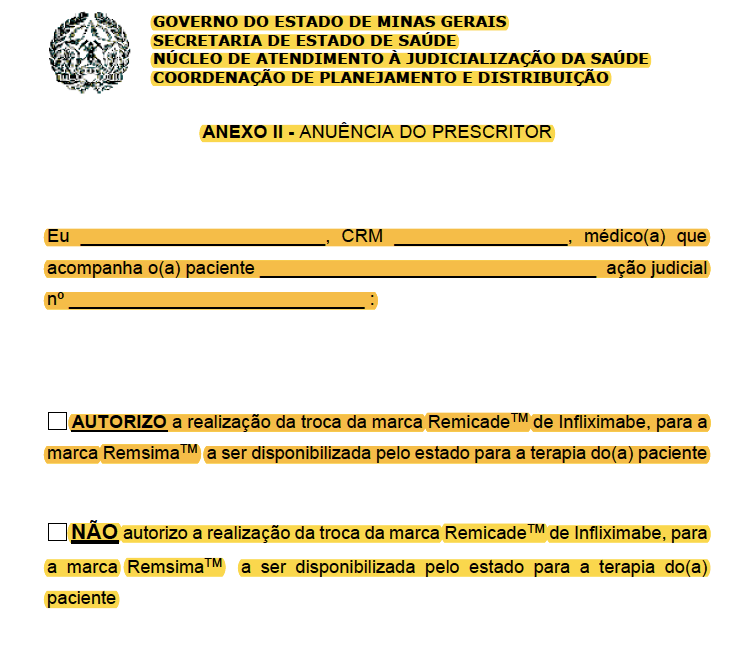 GOVERNO DO ESTADO DE MINAS GERAIS
SECRETARIA DE ESTADO DE SAÚDE
NÚCLEO DE ATENDIMENTO À JUDICIALIZAÇÃO DA SAÚDE
COORDENAÇÃO DE PLANEJAMENTO E DISTRIBUIÇÃO
ANEXO II - ANUÊNCIA DO PRESCRITOR
Eu _________________________, CRM __________________, médico(a) que
acompanha o(a) paciente ___________________________________ ação judicial
nº ______________________________ :
AUTORIZO a realização da troca da marca Remicade™ de Infliximabe, para a
marca Remsima™ a ser disponibilizada pelo estado para a terapia do(a) paciente
NÃO autorizo a realização da troca da marca Remicade™ de Infliximabe, para
a marca Remsima™ a ser disponibilizada pelo estado para a terapia do(a)
paciente